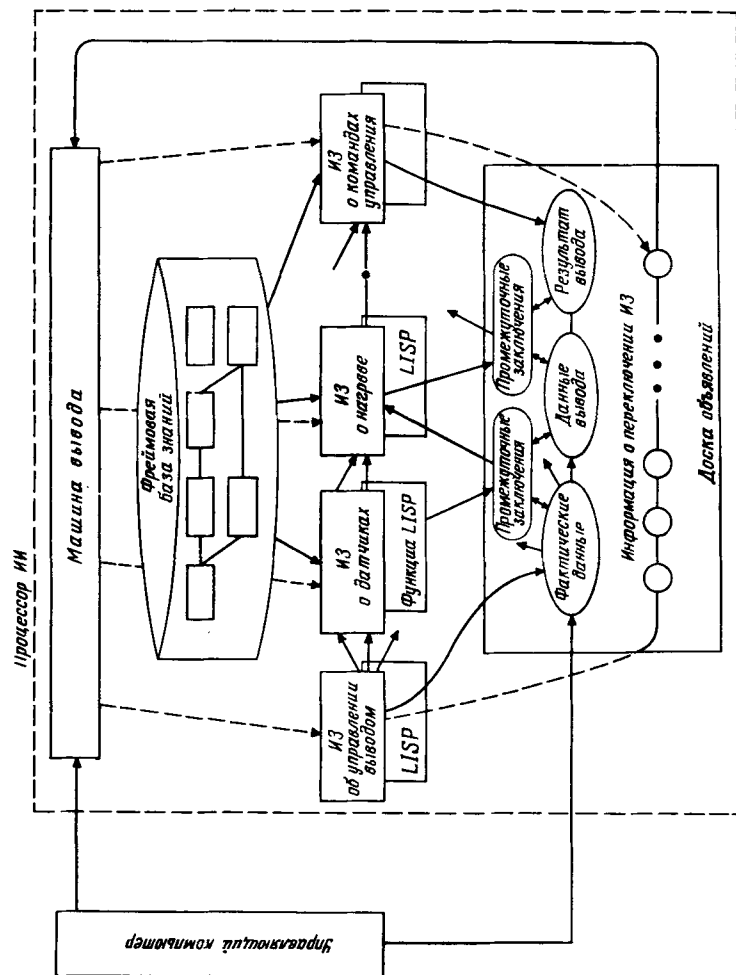 Процессор ИИ
Машина вывода
Фреймовая
база знаний
Управляющий компьютер
ИЗ
об управлении
выводом
LISP
ИЗ
о датчиках
Функциа LISP
ИЗ
о нагреве
LISP
ИЗ
о командах
управления
Промежуточные
заключения
Промежуточные
заключения
Фактические
данные
Данные
вывода
Результат
вывода
Информация о переключении ИЗ
Доска объявлений